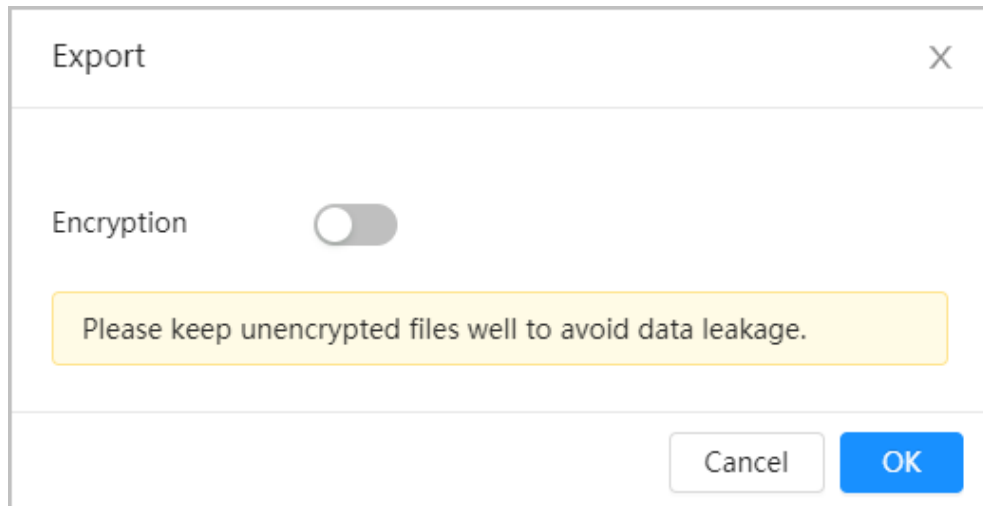 Export
Encryption
Please keep unencrypted files well to avoid data leakage.
Cancel OK